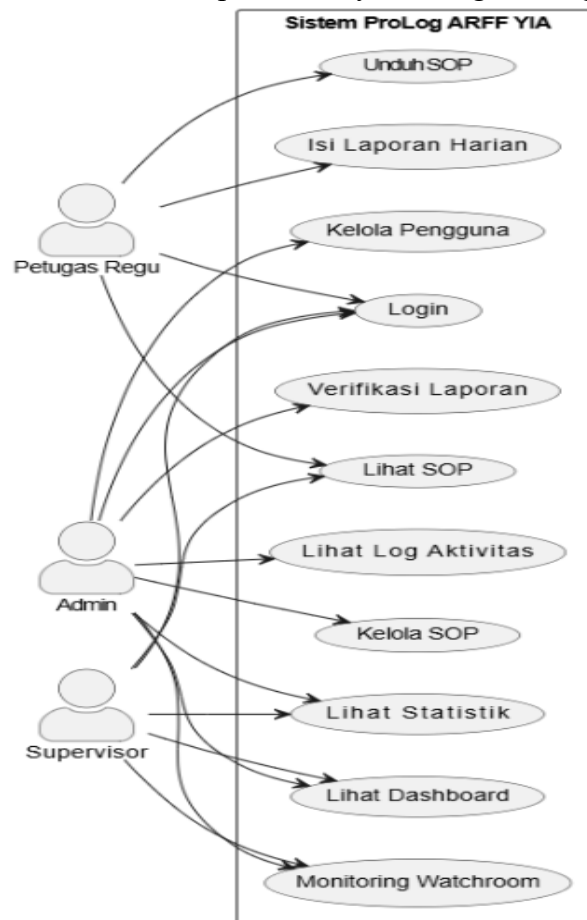 Sistem ProLog ARFF YIA
Unduh SOP
Isi Laporan Harian
Kelola Pengguna
Petugas Regu
Login
Verifikasi Laporan
Lihat SOP
Lihat Log Aktivitas
Admin
Kelola SOP
Lihat Statistik
Supervisor
Lihat Dashboard
Monitoring Watchroom